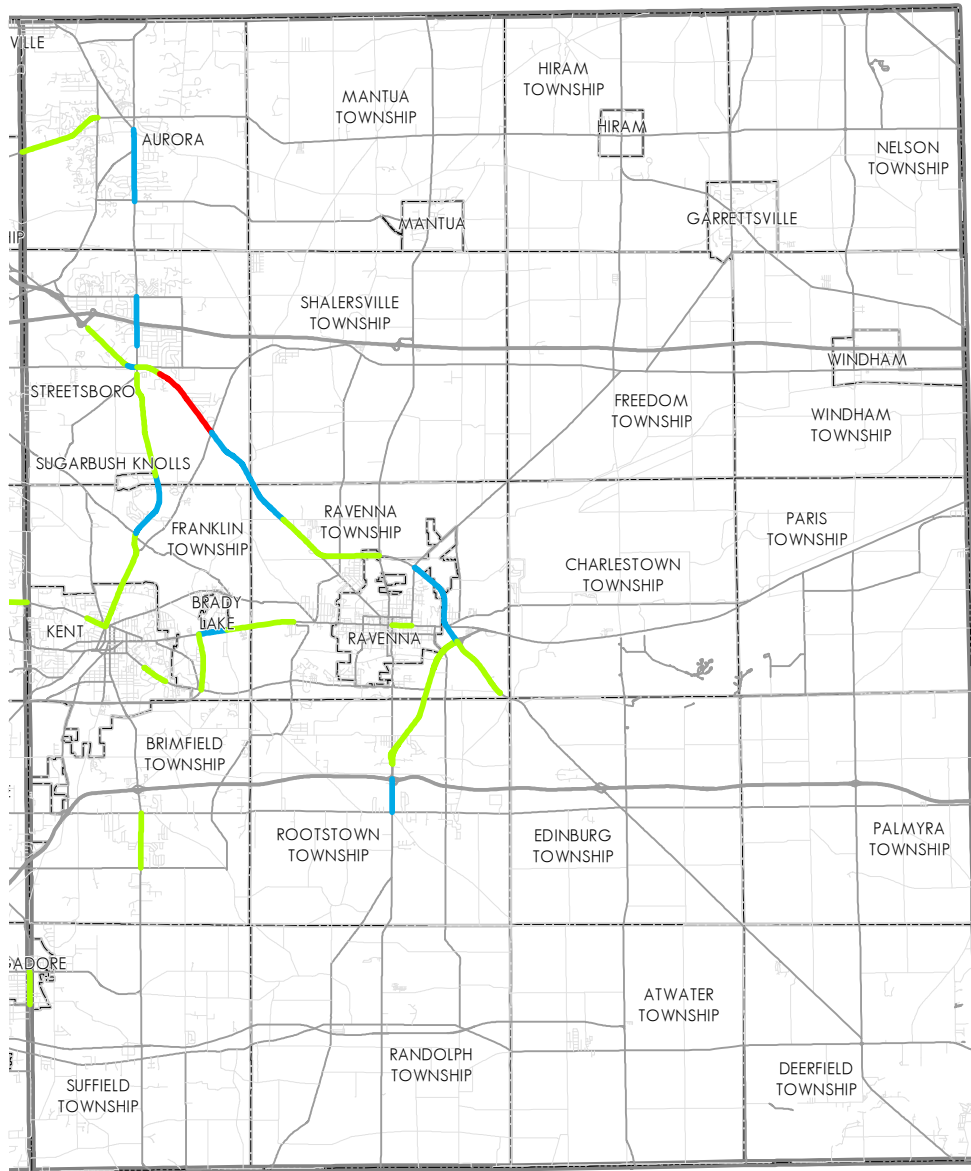 VILLE
HIRAM
TOWNSHIP
MANTUA
TOWNSHIP
HIRAM
AURORA
NELSON
TOWNSHIP
GARRETTSVILLE
MANTUA
HIP
SHALERSVILLE
TOWNSHIP
WINDHAM
STREETSBORO
FREEDOM
TOWNSHIP
WINDHAM
TOWNSHIP
SUGARBUSH KNOLLS
RAVENNA
TOWNSHIP
PARIS
TOWNSHIP
FRANKLIN
TOWNSHIP
CHARLESTOWN
TOWNSHIP
BRADY
LAKE
KENT
RAVENNA
BRIMFIELD
TOWNSHIP
ROOTSTOWN
TOWNSHIP
EDINBURG
TOWNSHIP
PALMYRA
TOWNSHIP
GADORE
ATWATER
TOWNSHIP
RANDOLPH
TOWNSHIP
DEERFIELD
TOWNSHIP
SUFFIELD
TOWNSHIP